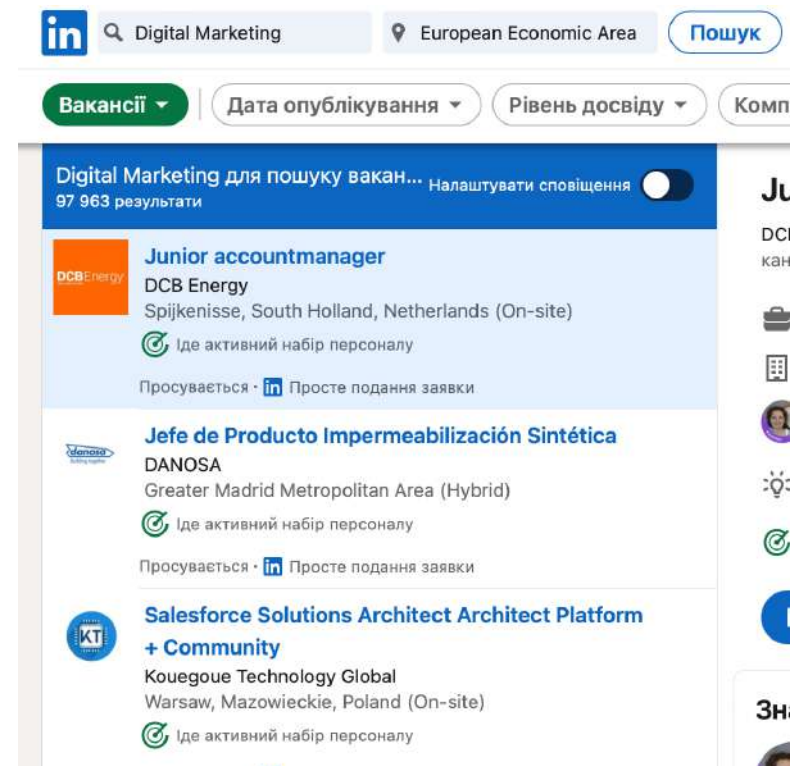 in Digital Marketing European Economic Area Пошук
Вакансії Дата опублікування Рівень досвіду Комп
Digital Marketing для пошуку вакан... Налаштувати сповіщення
97 963 результати
DCBEnergy
Junior accountmanager
DCB Energy
Spijkenisse, South Holland, Netherlands (On-site)
Іде активний набір персоналу
Просувається · in Просте подання заявки
danosa
Jefe de Producto Impermeabilización Sintética
DANOSA
Greater Madrid Metropolitan Area (Hybrid)
Іде активний набір персоналу
Просувається · in Просте подання заявки
KT
Salesforce Solutions Architect Architect Platform
+ Community
Kouegoue Technology Global
Warsaw, Mazowieckie, Poland (On-site)
Іде активний набір персоналу
Ju
DCB
кан
Зна